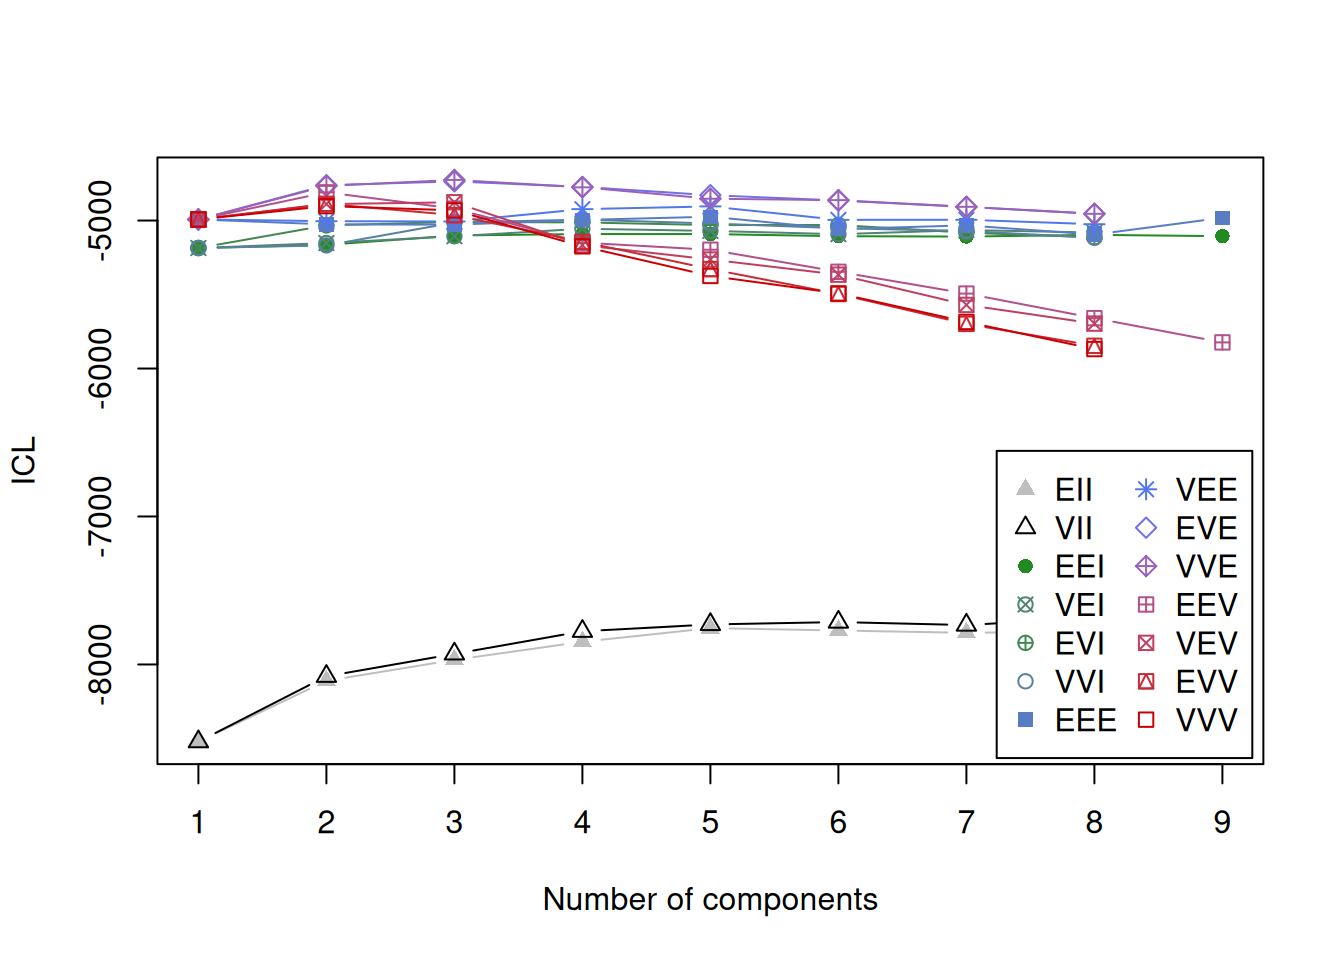 ICL
-5000
-6000
-7000
-8000
EII VEE
VII EVE
EEI VVE
VEI EEV
EVI VEV
VVI EVV
EEE VVV
1 2 3 4 5 6 7 8 9
Number of components